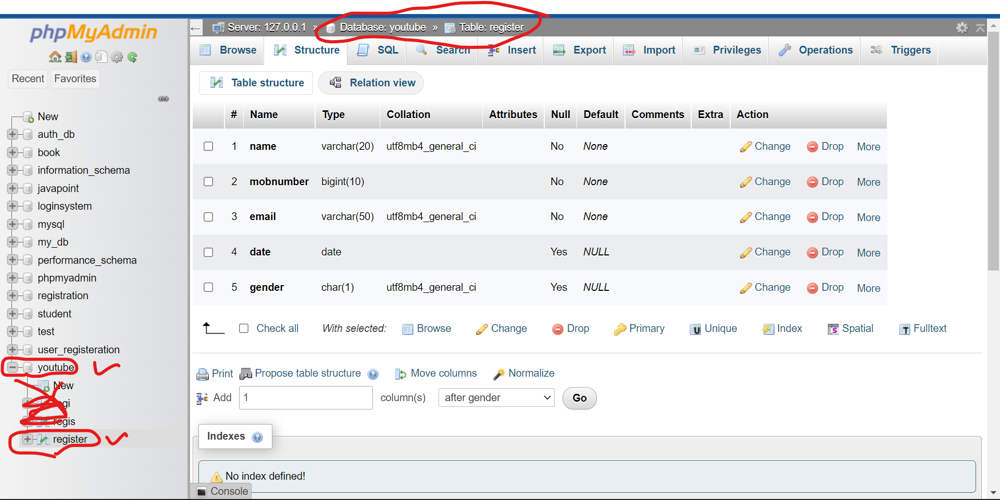 phpMyAdmin
Recent Favorites
New
auth_db
book
information_schema
javapoint
loginsystem
mysql
my_db
performance_schema
phpmyadmin
registration
student
test
user_registeration
youtube
New
regis
register
Server: 127.0.0.1 » Database: youtube » Table: register
Browse Structure SQL Search Insert Export Import Privileges Operations Triggers
Table structure Relation view
# Name Type Collation Attributes Null Default Comments Extra Action
1 name varchar(20) utf8mb4_general_ci No None Change Drop More
2 mobnumber bigint(10) No None Change Drop More
3 email varchar(50) utf8mb4_general_ci No None Change Drop More
4 date date Yes NULL Change Drop More
5 gender char(1) utf8mb4_general_ci Yes NULL Change Drop More
Check all With selected: Browse Change Drop Primary Unique Index Spatial Fulltext
Print Propose table structure Move columns Normalize
Add 1 column(s) after gender Go
Indexes
No index defined!
Console